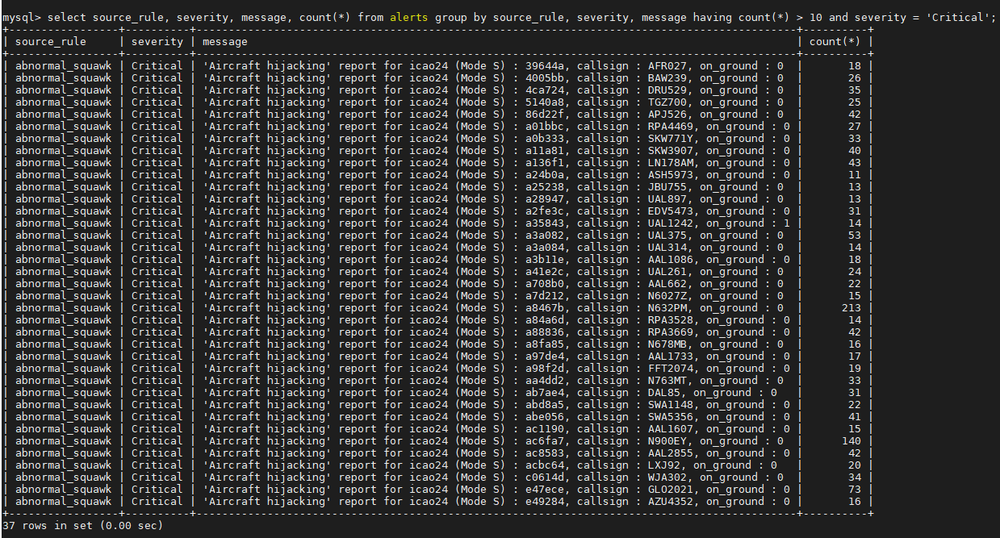 mysql> select source_rule, severity, message, count(*) from alerts group by source_rule, severity, message having count(*) > 10 and severity = 'Critical';
| source_rule | severity | message | count(*) |
| abnormal_squawk | Critical | 'Aircraft hijacking' report for icao24 (Mode S) : 39644a, callsign : AFR027, on_ground : 0 | 18 |
| abnormal_squawk | Critical | 'Aircraft hijacking' report for icao24 (Mode S) : 4005bb, callsign : BAW239, on_ground : 0 | 26 |
| abnormal_squawk | Critical | 'Aircraft hijacking' report for icao24 (Mode S) : 4ca724, callsign : DRU529, on_ground : 0 | 35 |
| abnormal_squawk | Critical | 'Aircraft hijacking' report for icao24 (Mode S) : 5140a8, callsign : TGZ700, on_ground : 0 | 25 |
| abnormal_squawk | Critical | 'Aircraft hijacking' report for icao24 (Mode S) : 86d22f, callsign : APJ526, on_ground : 0 | 42 |
| abnormal_squawk | Critical | 'Aircraft hijacking' report for icao24 (Mode S) : a01bbc, callsign : RPA4469, on_ground : 0 | 27 |
| abnormal_squawk | Critical | 'Aircraft hijacking' report for icao24 (Mode S) : a0b333, callsign : SKW771Y, on_ground : 0 | 33 |
| abnormal_squawk | Critical | 'Aircraft hijacking' report for icao24 (Mode S) : a11a81, callsign : SKW3907, on_ground : 0 | 40 |
| abnormal_squawk | Critical | 'Aircraft hijacking' report for icao24 (Mode S) : a136f1, callsign : LN178AM, on_ground : 0 | 43 |
| abnormal_squawk | Critical | 'Aircraft hijacking' report for icao24 (Mode S) : a24b0a, callsign : ASH5973, on_ground : 0 | 11 |
| abnormal_squawk | Critical | 'Aircraft hijacking' report for icao24 (Mode S) : a25238, callsign : JBU755, on_ground : 0 | 13 |
| abnormal_squawk | Critical | 'Aircraft hijacking' report for icao24 (Mode S) : a28947, callsign : UAL897, on_ground : 0 | 13 |
| abnormal_squawk | Critical | 'Aircraft hijacking' report for icao24 (Mode S) : a2fe3c, callsign : EDV5473, on_ground : 0 | 31 |
| abnormal_squawk | Critical | 'Aircraft hijacking' report for icao24 (Mode S) : a35843, callsign : UAL1242, on_ground : 1 | 14 |
| abnormal_squawk | Critical | 'Aircraft hijacking' report for icao24 (Mode S) : a3a082, callsign : UAL375, on_ground : 0 | 53 |
| abnormal_squawk | Critical | 'Aircraft hijacking' report for icao24 (Mode S) : a3a084, callsign : UAL314, on_ground : 0 | 14 |
| abnormal_squawk | Critical | 'Aircraft hijacking' report for icao24 (Mode S) : a3b11e, callsign : AAL1086, on_ground : 0 | 18 |
| abnormal_squawk | Critical | 'Aircraft hijacking' report for icao24 (Mode S) : a41e2c, callsign : UAL261, on_ground : 0 | 24 |
| abnormal_squawk | Critical | 'Aircraft hijacking' report for icao24 (Mode S) : a708b0, callsign : AAL662, on_ground : 0 | 22 |
| abnormal_squawk | Critical | 'Aircraft hijacking' report for icao24 (Mode S) : a7d212, callsign : N6027Z, on_ground : 0 | 15 |
| abnormal_squawk | Critical | 'Aircraft hijacking' report for icao24 (Mode S) : a8467b, callsign : N632PM, on_ground : 0 | 213 |
| abnormal_squawk | Critical | 'Aircraft hijacking' report for icao24 (Mode S) : a84a6d, callsign : RPA3528, on_ground : 0 | 14 |
| abnormal_squawk | Critical | 'Aircraft hijacking' report for icao24 (Mode S) : a88836, callsign : RPA3669, on_ground : 0 | 42 |
| abnormal_squawk | Critical | 'Aircraft hijacking' report for icao24 (Mode S) : a8fa85, callsign : N678MB, on_ground : 0 | 16 |
| abnormal_squawk | Critical | 'Aircraft hijacking' report for icao24 (Mode S) : a97de4, callsign : AAL1733, on_ground : 0 | 17 |
| abnormal_squawk | Critical | 'Aircraft hijacking' report for icao24 (Mode S) : a98f2d, callsign : FFT2074, on_ground : 0 | 19 |
| abnormal_squawk | Critical | 'Aircraft hijacking' report for icao24 (Mode S) : aa4dd2, callsign : N763MT, on_ground : 0 | 33 |
| abnormal_squawk | Critical | 'Aircraft hijacking' report for icao24 (Mode S) : ab7ae4, callsign : DAL85, on_ground : 0 | 31 |
| abnormal_squawk | Critical | 'Aircraft hijacking' report for icao24 (Mode S) : abd8a5, callsign : SWA1148, on_ground : 0 | 22 |
| abnormal_squawk | Critical | 'Aircraft hijacking' report for icao24 (Mode S) : abe056, callsign : SWA5356, on_ground : 0 | 41 |
| abnormal_squawk | Critical | 'Aircraft hijacking' report for icao24 (Mode S) : ac1190, callsign : AAL1607, on_ground : 0 | 15 |
| abnormal_squawk | Critical | 'Aircraft hijacking' report for icao24 (Mode S) : ac6fa7, callsign : N900EY, on_ground : 0 | 140 |
| abnormal_squawk | Critical | 'Aircraft hijacking' report for icao24 (Mode S) : ac8583, callsign : AAL2855, on_ground : 0 | 42 |
| abnormal_squawk | Critical | 'Aircraft hijacking' report for icao24 (Mode S) : acbc64, callsign : LXJ92, on_ground : 0 | 20 |
| abnormal_squawk | Critical | 'Aircraft hijacking' report for icao24 (Mode S) : c0614d, callsign : WJA302, on_ground : 0 | 34 |
| abnormal_squawk | Critical | 'Aircraft hijacking' report for icao24 (Mode S) : e47ece, callsign : GLO2021, on_ground : 0 | 73 |
| abnormal_squawk | Critical | 'Aircraft hijacking' report for icao24 (Mode S) : e49284, callsign : AZU4352, on_ground : 0 | 16 |
37 rows in set (0.00 sec)